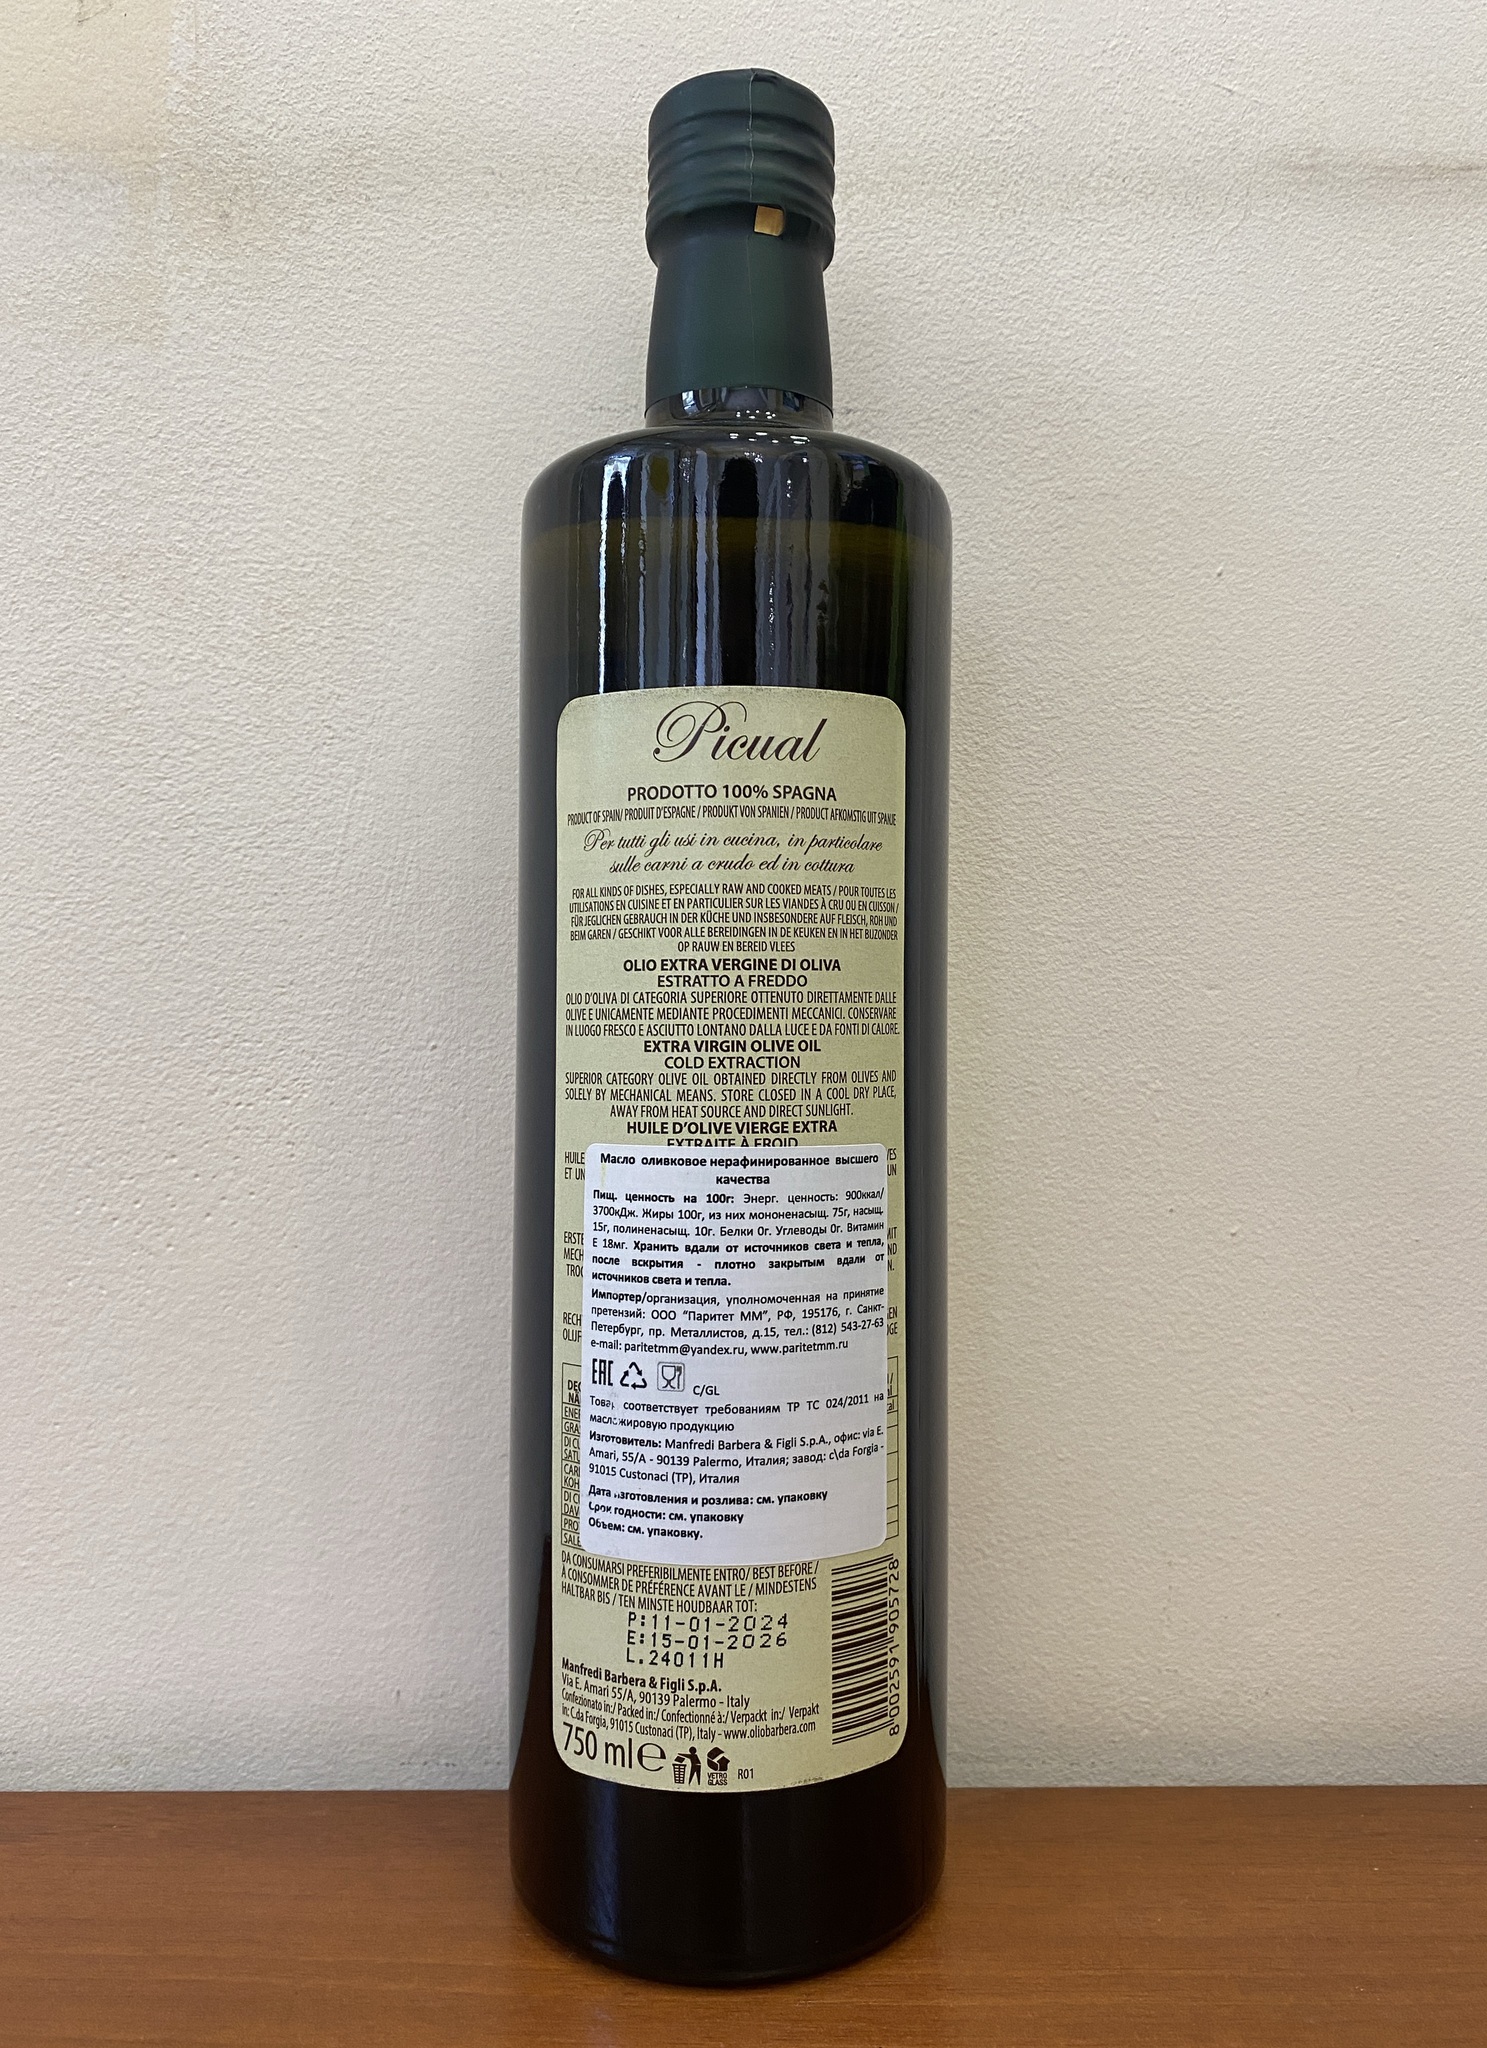 Picual
PRODOTTO 100% SPAGNA
PRODUCT OF SPAIN/ PRODUIT D'ESPAGNE / PRODUKT VON SPANIEN / PRODUCT AFKOMSTIG UIT SPANJE
Per tutti gli usi in cucina, in particolare
sulle carni a crudo ed in cottura
FOR ALL KINDS OF DISHES, ESPECIALLY RAW AND COOKED MEATS / POUR TOUTES LES
UTILISATIONS EN CUISINE ET EN PARTICULIER SUR LES VIANDES À CRU OU EN CUISSON /
FÜR JEGLICHEN GEBRAUCH IN DER KÜCHE UND INSBESONDERE AUF FLEISCH, ROH UND
BEIM GAREN / GESCHIKT VOOR ALLE BEREIDINGEN IN DE KEUKEN EN IN HET BIJZONDER
OP RAUW EN BEREID VLEES
OLIO EXTRA VERGINE DI OLIVA
ESTRATTO A FREDDO
OLIO D'OLIVA DI CATEGORIA SUPERIORE OTTENUTO DIRETTAMENTE DALLE
OLIVE E UNICAMENTE MEDIANTE PROCEDIMENTI MECCANICI. CONSERVARE
IN LUOGO FRESCO E ASCIUTTO LONTANO DALLA LUCE E DA FONTI DI CALORE.
EXTRA VIRGIN OLIVE OIL
COLD EXTRACTION
SUPERIOR CATEGORY OLIVE OIL OBTAINED DIRECTLY FROM OLIVES AND
SOLELY BY MECHANICAL MEANS. STORE CLOSED IN A COOL DRY PLACE,
AWAY FROM HEAT SOURCE AND DIRECT SUNLIGHT.
HUILE D'OLIVE VIERGE EXTRA
EXTRAITE À FROID
HUILE
ET UN
Масло оливковое нерафинированное высшего
качества
Пищ. ценность на 100г: Энерг. ценность: 900ккал/
3700кДж. Жиры 100г, из них мононенасыщ. 75г, насыщ.
15г, полиненасыщ. 10г. Белки 0г. Углеводы 0г. Витамин
Е 18мг. Хранить вдали от источников света и тепла,
после вскрытия - плотно закрытым вдали от
источников света и тепла.
Импортер/организация, уполномоченная на принятие
претензий: ООО "Паритет ММ", РФ, 195176, г. Санкт-
Петербург, пр. Металлистов, д.15, тел.: (812) 543-27-63
e-mail: paritetmm@yandex.ru, www.paritetmm.ru
EAC
C/GL
Товар соответствует требованиям ТР ТС 024/2011 на
масложировую продукцию
Изготовитель: Manfredi Barbera & Figli S.p.A., офис: via E.
Amari, 55/A - 90139 Palermo, Италия; завод: c\da Forgia -
91015 Custonaci (TP), Италия
Дата изготовления и розлива: см. упаковку
Срок годности: см. упаковку
Объем: см. упаковку.
DA CONSUMARSI PREFERIBILMENTE ENTRO/ BEST BEFORE /
À CONSOMMER DE PRÉFÉRENCE AVANT LE / MINDESTENS
HALTBAR BIS / TEN MINSTE HOUDBAAR TOT:
P:11-01-2024
E:15-01-2026
L.24011H
Manfredi Barbera & Figli S.p.A.
Via E. Amari 55/A, 90139 Palermo - Italy
Confezionato in:/ Packed in:/ Confectionné à:/ Verpackt in:/ Verpakt
in: C.da Forgia, 91015 Custonaci (TP), Italy - www.oliobarbera.com
750 ml e
VETRO
GLASS
R01
8 002591 905728